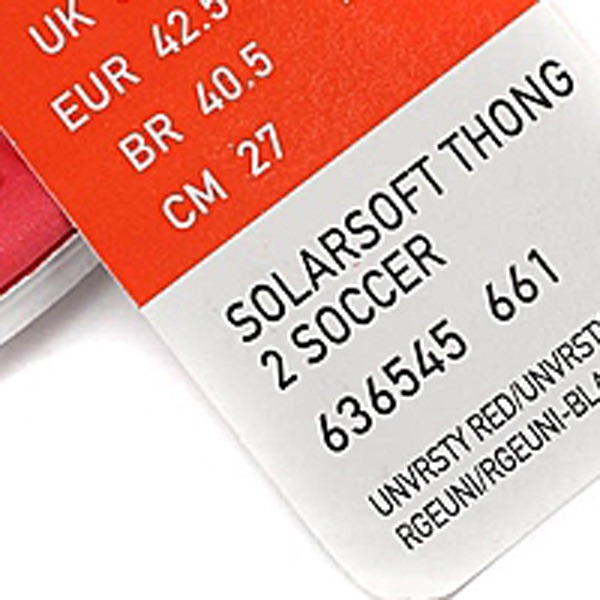 UK
EUR 42.5
BR 40.5
CM 27
SOLARSOFT THONG
2 SOCCER
636545 661
UNVRSTY RED/UNVRST
RGEUNI/RGEUNI-BLA